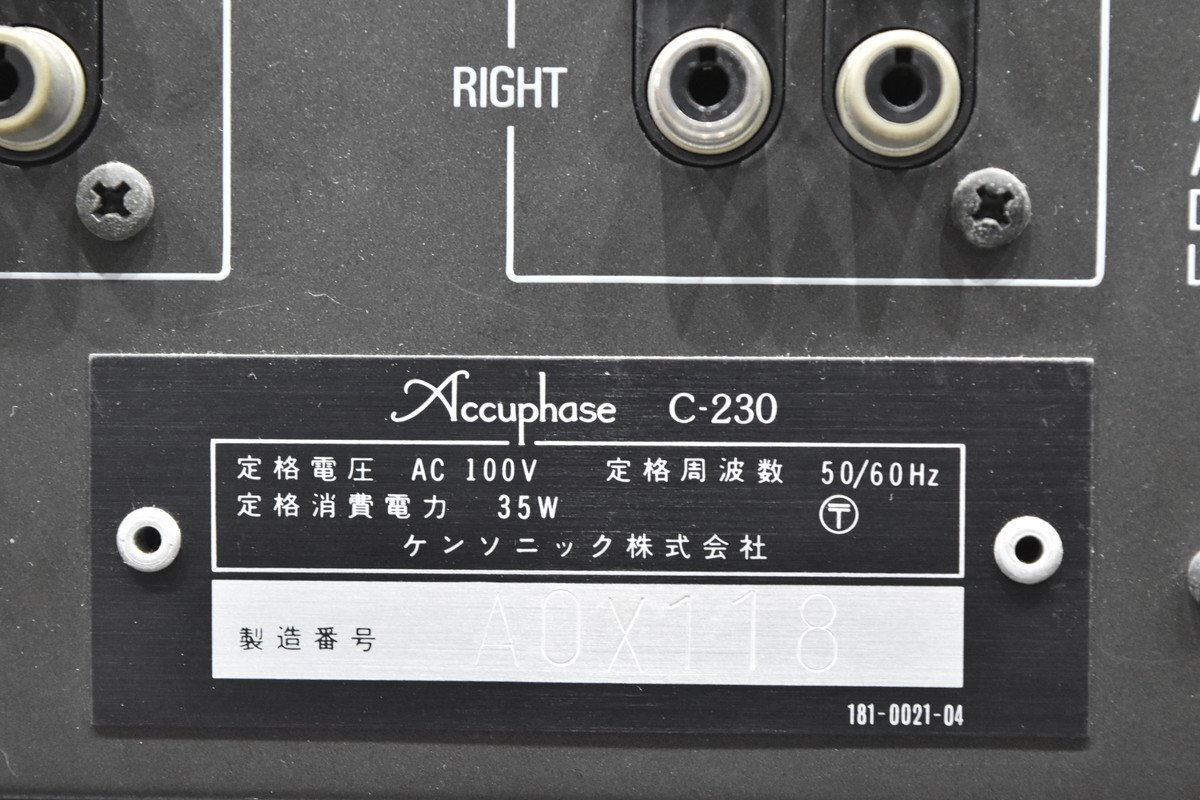 RIGHT
Accuphase C-230
定格電圧 AC 100V 定格周波数 50/60Hz
定格消費電力 35W 〒
ケンソニック株式会社
製造番号 A0X118
181-0021-04